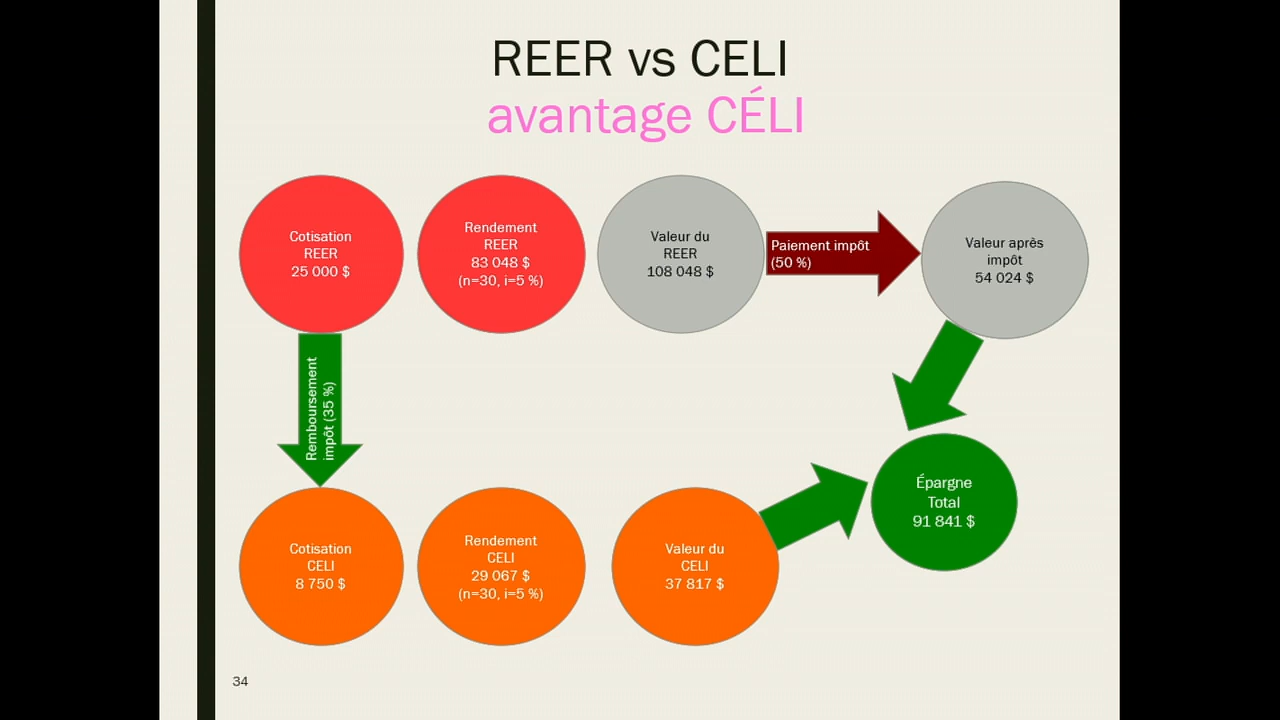 REER vs CELI
avantage CÉLI
Cotisation
REER
25 000 $
Rendement
REER
83 048 $
(n=30, i=5 %)
Valeur du
REER
108 048 $
Paiement impôt
(50 %)
Valeur après
impôt
54 024 $
Remboursement
impôt (35 %)
Cotisation
CELI
8 750 $
Rendement
CELI
29 067 $
(n=30, i=5 %)
Valeur du
CELI
37 817 $
Épargne
Total
91 841 $
34